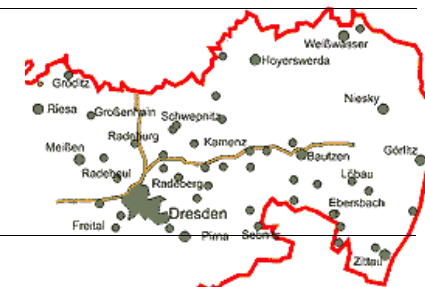 Weißwasser
Hoyerswerda
Gröditz
Niesky
Riesa
Großenhain
Schwepnitz
Radeburg
Kamenz
Meißen
Görlitz
Bautzen
Radebeul
Radeberg
Löbau
Ebersbach
Dresden
Freital
Pirna
Sebnitz
Zittau